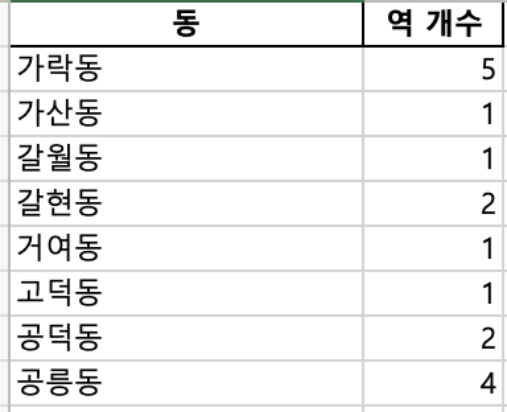 동 역 개수
가락동 5
가산동 1
갈월동 1
갈현동 2
거여동 1
고덕동 1
공덕동 2
공릉동 4